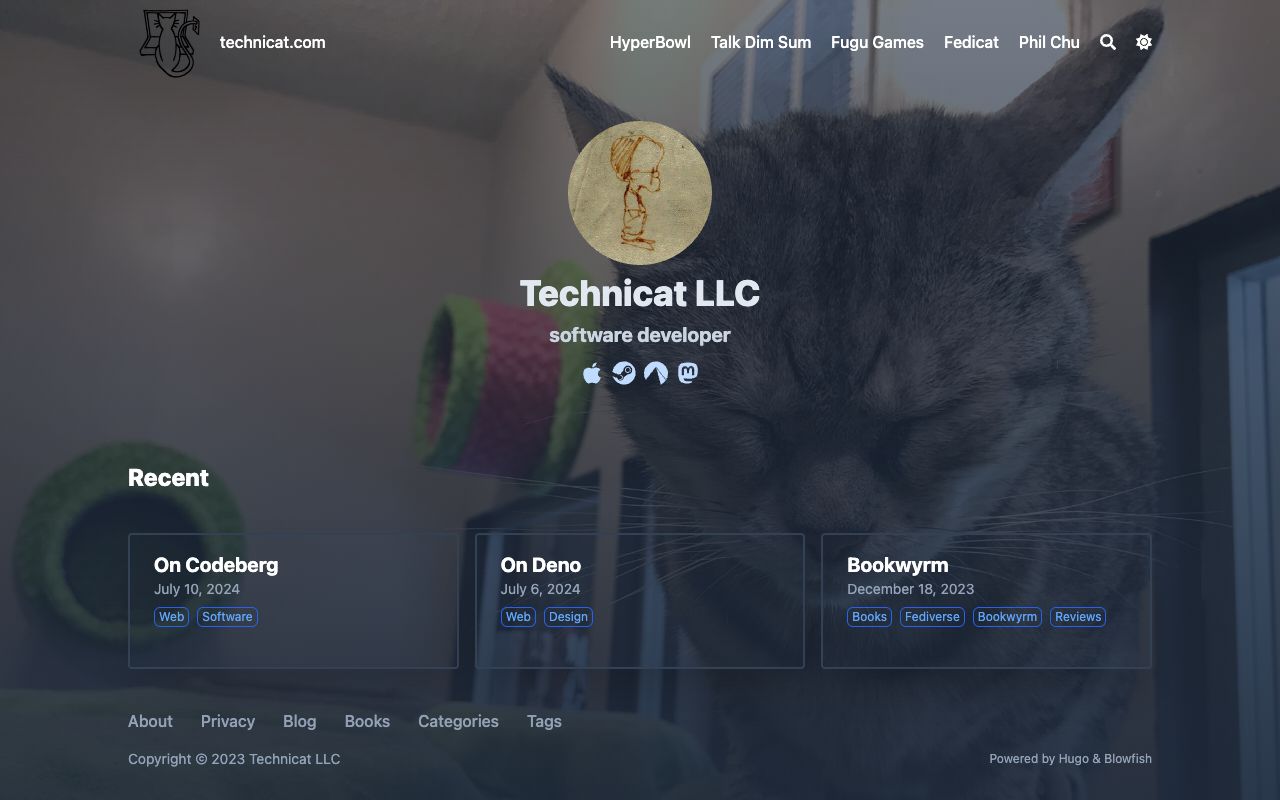 technicat.com
HyperBowl Talk Dim Sum Fugu Games Fedicat Phil Chu
Technicat LLC
software developer
Recent
On Codeberg
July 10, 2024
Web Software
On Deno
July 6, 2024
Web Design
Bookwyrm
December 18, 2023
Books Fediverse Bookwyrm Reviews
About Privacy Blog Books Categories Tags
Copyright © 2023 Technicat LLC
Powered by Hugo & Blowfish